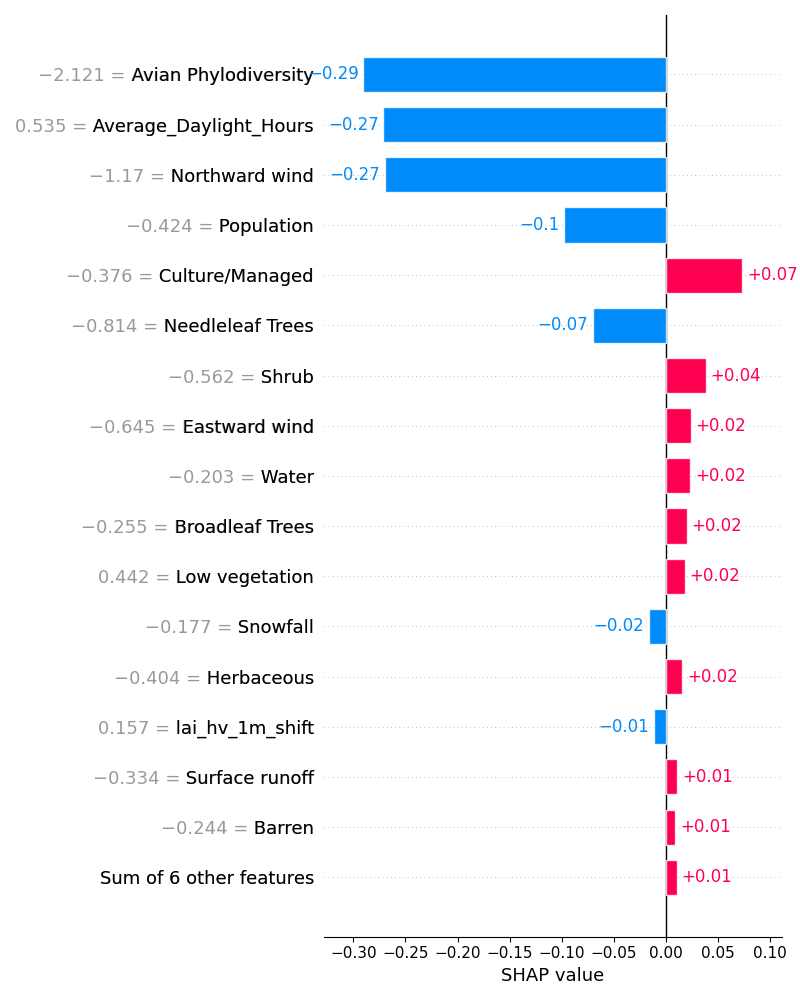 −2.121 = Avian Phylodiversity −0.29
0.535 = Average_Daylight_Hours −0.27
−1.17 = Northward wind −0.27
−0.424 = Population −0.1
−0.376 = Culture/Managed +0.07
−0.814 = Needleleaf Trees −0.07
−0.562 = Shrub +0.04
−0.645 = Eastward wind +0.02
−0.203 = Water +0.02
−0.255 = Broadleaf Trees +0.02
0.442 = Low vegetation +0.02
−0.177 = Snowfall −0.02
−0.404 = Herbaceous +0.02
0.157 = lai_hv_1m_shift −0.01
−0.334 = Surface runoff +0.01
−0.244 = Barren +0.01
Sum of 6 other features +0.01
−0.30 −0.25 −0.20 −0.15 −0.10 −0.05 0.00 0.05 0.10
SHAP value